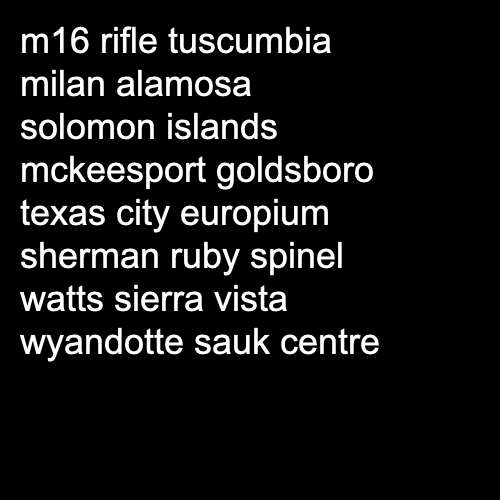 m16 rifle tuscumbia
milan alamosa
solomon islands
mckeesport goldsboro
texas city europium
sherman ruby spinel
watts sierra vista
wyandotte sauk centre